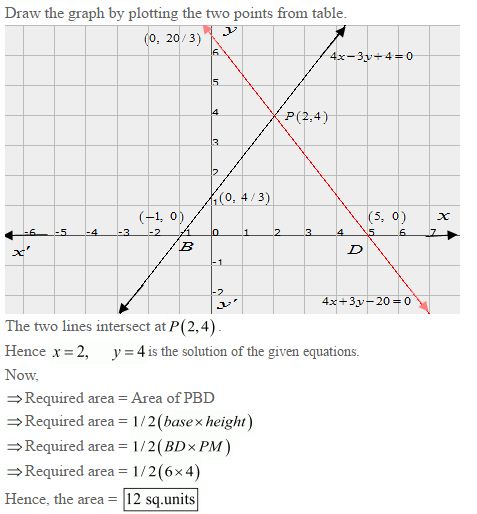 Draw the graph by plotting the two points from table.
(0, 20/3)
y
4x-3y+4=0
6
5
4
P(2,4)
3
2
1
(0, 4/3)
(-1, 0)
(5, 0)
x
-6 -5 -4 -3 -2 -1 0 1 2 3 4 5 6 7
x'
B
D
-1
-2
y'
4x+3y-20=0
The two lines intersect at P(2,4).
Hence x=2, y=4 is the solution of the given equations.
Now,
⇒Required area = Area of PBD
⇒Required area = 1/2(base×height)
⇒Required area = 1/2(BD×PM)
⇒Required area = 1/2(6×4)
Hence, the area = 12 sq.units